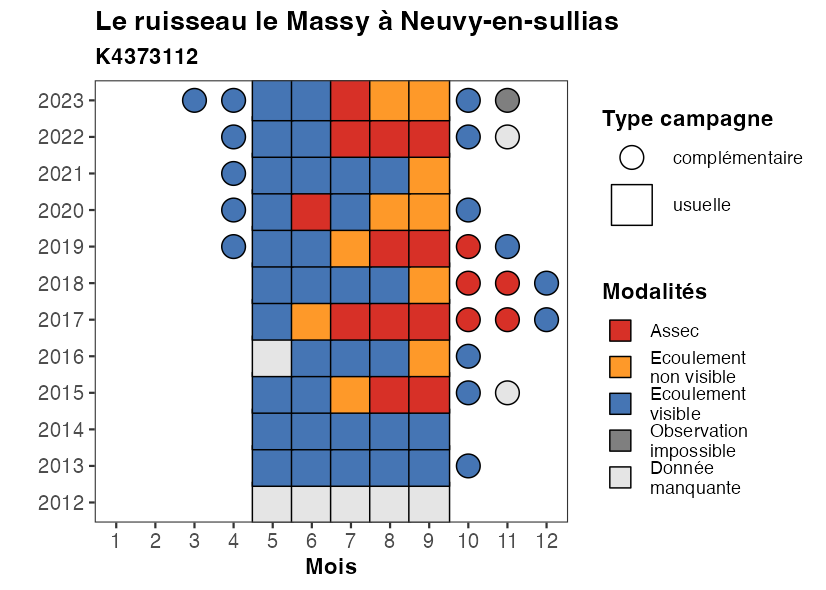 Le ruisseau le Massy à Neuvy-en-sullias
K4373112
2023
2022
2021
2020
2019
2018
2017
2016
2015
2014
2013
2012
1 2 3 4 5 6 7 8 9 10 11 12
Mois
Type campagne
complémentaire
usuelle
Modalités
Assec
Ecoulement
non visible
Ecoulement
visible
Observation
impossible
Donnée
manquante